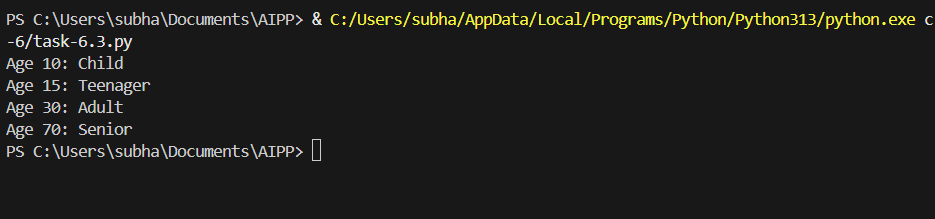 PS C:\Users\subha\Documents\AIPP> & C:/Users/subha/AppData/Local/Programs/Python/Python313/python.exe c
-6/task-6.3.py
Age 10: Child
Age 15: Teenager
Age 30: Adult
Age 70: Senior
PS C:\Users\subha\Documents\AIPP>